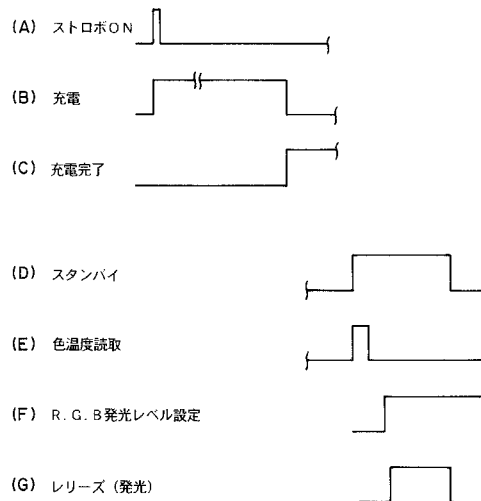 (A) ストロボON
(B) 充電
(C) 充電完了
(D) スタンバイ
(E) 色温度読取
(F) R.G.B発光レベル設定
(G) レリーズ（発光）